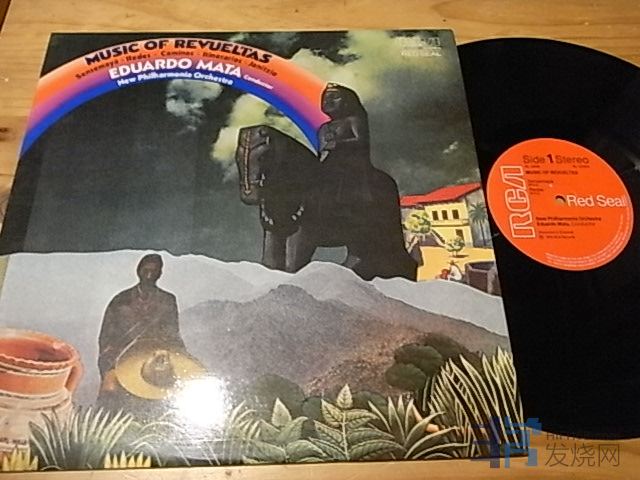 MUSIC OF REVUELTAS
Sensemayá · Redes · Caminos · Itinerarios · Janitzio
EDUARDO MATA Conductor
New Philharmonia Orchestra
RCA
RED SEAL
Side 1 Stereo
MUSIC OF REVUELTAS
RCA
Red Seal
New Philharmonia Orchestra
Eduardo Mata, Conductor
发烧网